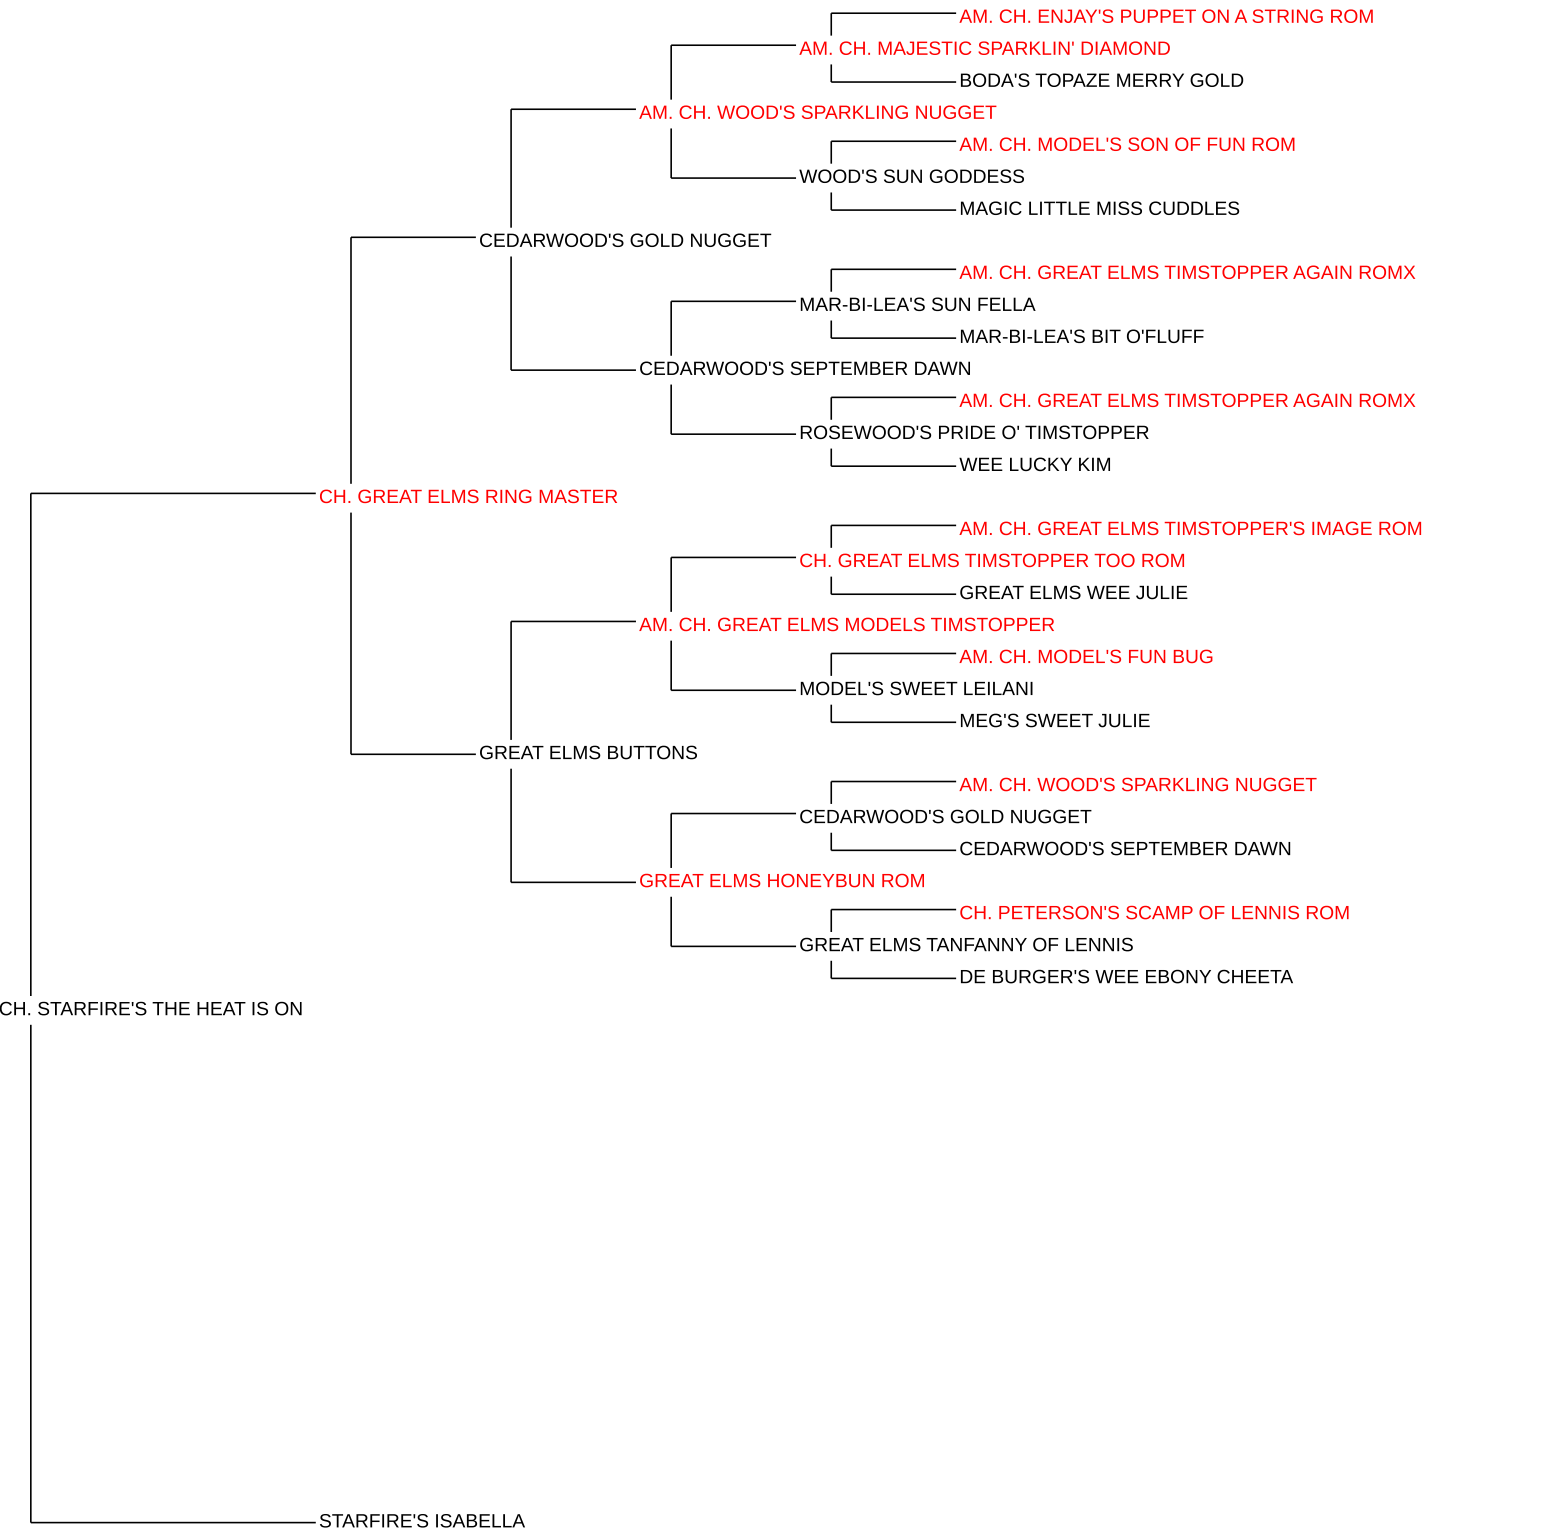 AM. CH. ENJAY'S PUPPET ON A STRING ROM
AM. CH. MAJESTIC SPARKLIN' DIAMOND
BODA'S TOPAZE MERRY GOLD
AM. CH. WOOD'S SPARKLING NUGGET
AM. CH. MODEL'S SON OF FUN ROM
WOOD'S SUN GODDESS
MAGIC LITTLE MISS CUDDLES
CEDARWOOD'S GOLD NUGGET
AM. CH. GREAT ELMS TIMSTOPPER AGAIN ROMX
MAR-BI-LEA'S SUN FELLA
MAR-BI-LEA'S BIT O'FLUFF
CEDARWOOD'S SEPTEMBER DAWN
AM. CH. GREAT ELMS TIMSTOPPER AGAIN ROMX
ROSEWOOD'S PRIDE O' TIMSTOPPER
WEE LUCKY KIM
CH. GREAT ELMS RING MASTER
AM. CH. GREAT ELMS TIMSTOPPER'S IMAGE ROM
CH. GREAT ELMS TIMSTOPPER TOO ROM
GREAT ELMS WEE JULIE
AM. CH. GREAT ELMS MODELS TIMSTOPPER
AM. CH. MODEL'S FUN BUG
MODEL'S SWEET LEILANI
MEG'S SWEET JULIE
GREAT ELMS BUTTONS
AM. CH. WOOD'S SPARKLING NUGGET
CEDARWOOD'S GOLD NUGGET
CEDARWOOD'S SEPTEMBER DAWN
GREAT ELMS HONEYBUN ROM
CH. PETERSON'S SCAMP OF LENNIS ROM
GREAT ELMS TANFANNY OF LENNIS
DE BURGER'S WEE EBONY CHEETA
CH. STARFIRE'S THE HEAT IS ON
STARFIRE'S ISABELLA